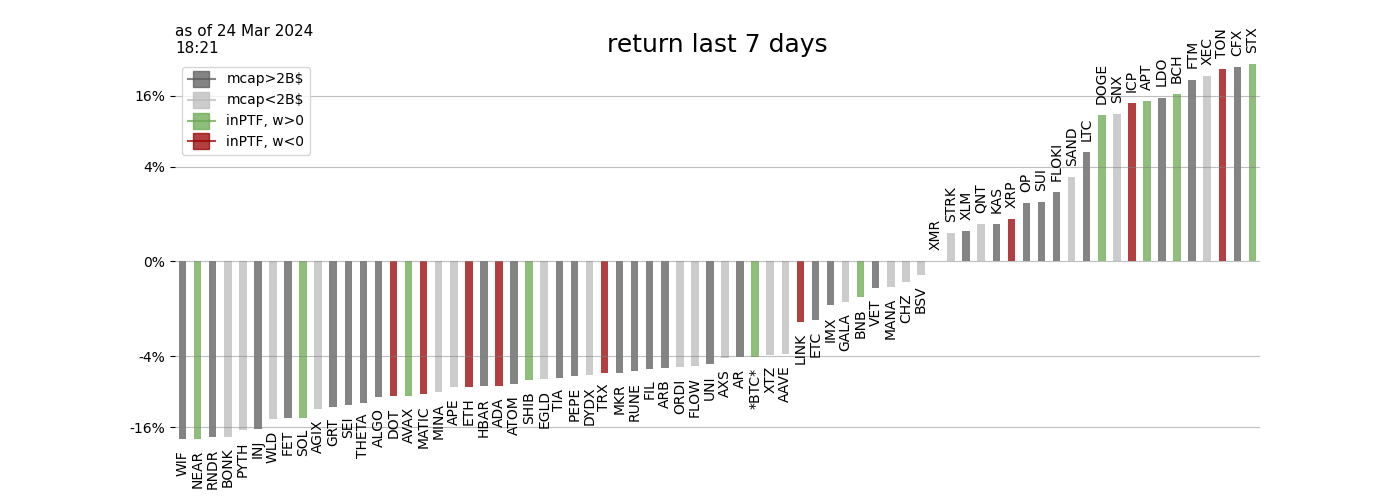 as of 24 Mar 2024
18:21
return last 7 days
mcap>2B$
mcap<2B$
inPTF, w>0
inPTF, w<0
16%
4%
0%
-4%
-16%
WIF
NEAR
RNDR
BONK
PYTH
INJ
WLD
FET
SOL
AGIX
GRT
SEI
THETA
ALGO
DOT
AVAX
MATIC
MINA
APE
ETH
HBAR
ADA
ATOM
SHIB
EGLD
TIA
PEPE
DYDX
TRX
MKR
RUNE
FIL
ARB
ORDI
FLOW
UNI
AXS
AR
*BTC*
XTZ
AAVE
LINK
ETC
IMX
GALA
BNB
VET
MANA
CHZ
BSV
XMR
STRK
XLM
QNT
KAS
XRP
OP
SUI
FLOKI
SAND
LTC
DOGE
SNX
ICP
APT
LDO
BCH
FTM
XEC
TON
CFX
STX